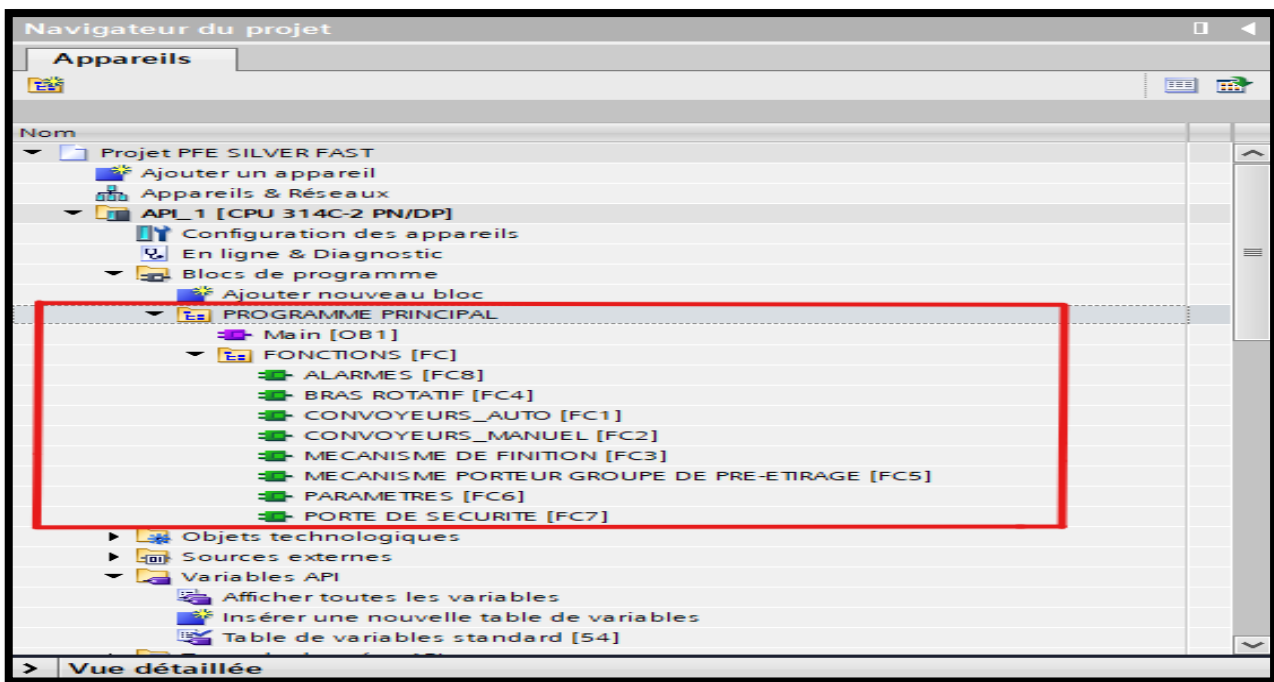 Navigateur du projet
Appareils
Nom
Projet PFE SILVER FAST
Ajouter un appareil
Appareils & Réseaux
API_1 [CPU 314C-2 PN/DP]
Configuration des appareils
En ligne & Diagnostic
Blocs de programme
Ajouter nouveau bloc
PROGRAMME PRINCIPAL
Main [OB1]
FONCTIONS [FC]
ALARMES [FC8]
BRAS ROTATIF [FC4]
CONVOYEURS_AUTO [FC1]
CONVOYEURS_MANUEL [FC2]
MECANISME DE FINITION [FC3]
MECANISME PORTEUR GROUPE DE PRE-ETIRAGE [FC5]
PARAMETRES [FC6]
PORTE DE SECURITE [FC7]
Objets technologiques
Sources externes
Variables API
Afficher toutes les variables
Insérer une nouvelle table de variables
Table de variables standard [54]
Vue détaillée